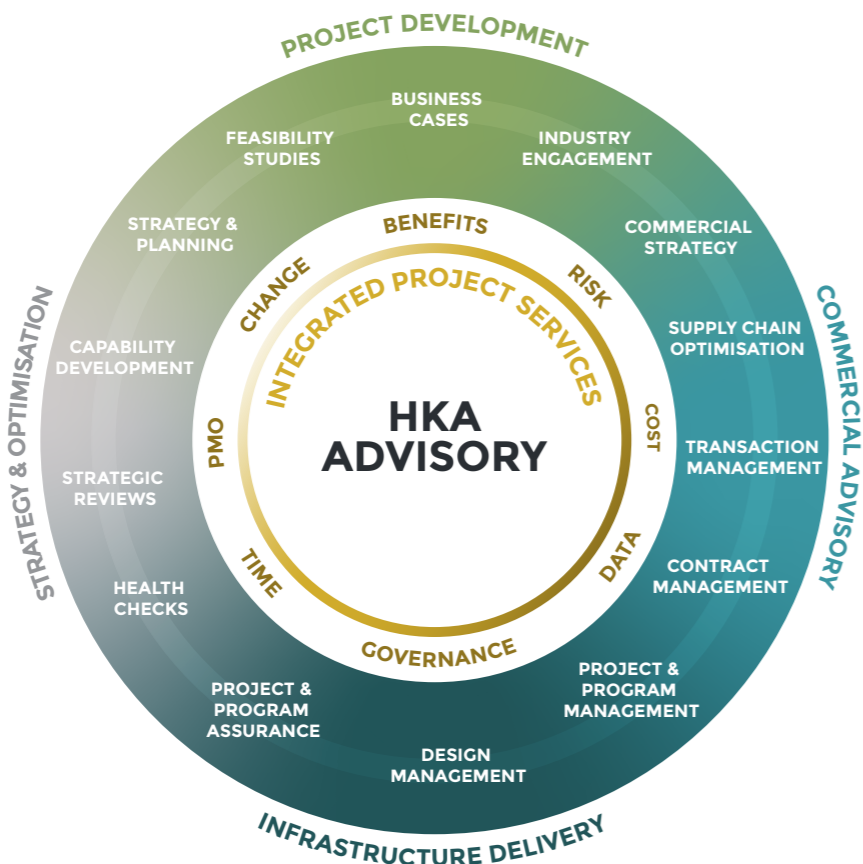 PROJECT DEVELOPMENT
BUSINESS
CASES
FEASIBILITY
STUDIES
INDUSTRY
ENGAGEMENT
STRATEGY &
PLANNING
COMMERCIAL
STRATEGY
CAPABILITY
DEVELOPMENT
SUPPLY CHAIN
OPTIMISATION
STRATEGIC
REVIEWS
TRANSACTION
MANAGEMENT
HEALTH
CHECKS
CONTRACT
MANAGEMENT
PROJECT &
PROGRAM
ASSURANCE
PROJECT &
PROGRAM
MANAGEMENT
DESIGN
MANAGEMENT
STRATEGY & OPTIMISATION
COMMERCIAL ADVISORY
INFRASTRUCTURE DELIVERY
BENEFITS
RISK
COST
DATA
GOVERNANCE
TIME
PMO
CHANGE
INTEGRATED PROJECT SERVICES
HKA
ADVISORY